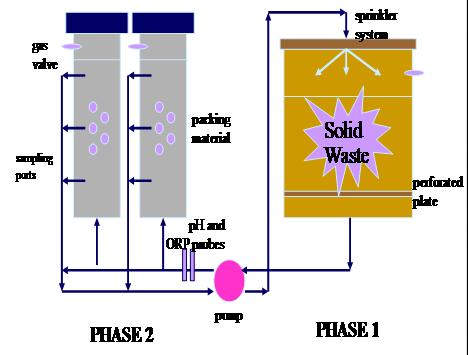 sprinkler
system
gas
valve
Solid
Waste
packing
material
sampling
ports
perforated
plate
pH and
ORP probes
pump
PHASE 2
PHASE 1